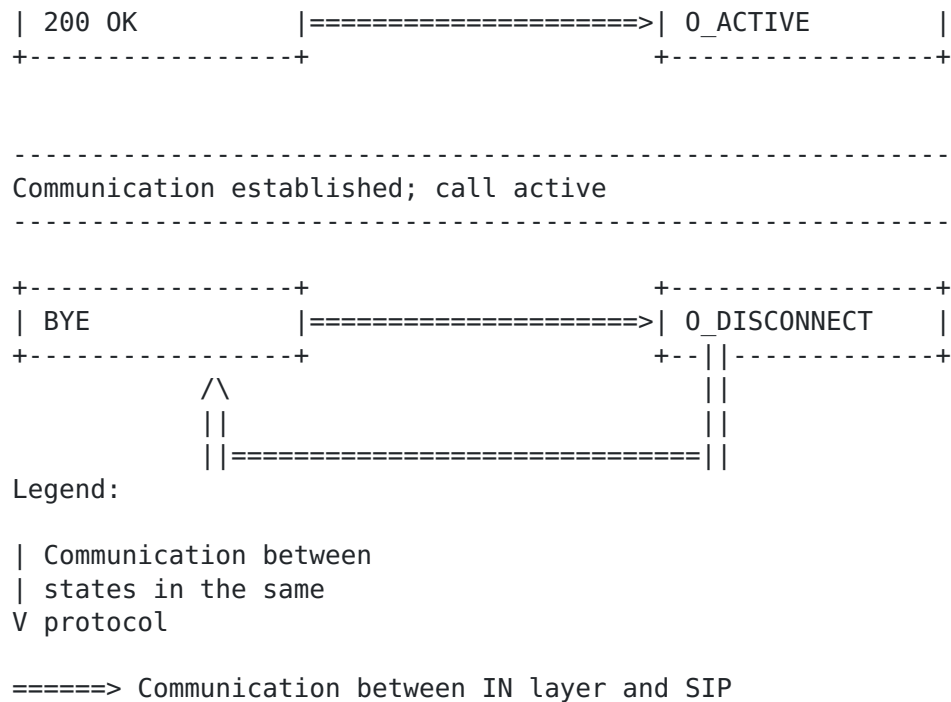 | 200 OK          |=====================>| O_ACTIVE        |
+-----------------+                      +-----------------+
------------------------------------------------------------
Communication established; call active
------------------------------------------------------------
+-----------------+                      +-----------------+
| BYE             |=====================>| O_DISCONNECT    |
+-----------------+                      +--||-------------+
            /\                              ||
            ||                              ||
            ||==============================||
Legend:
| Communication between
| states in the same
V protocol
======> Communication between IN layer and SIP